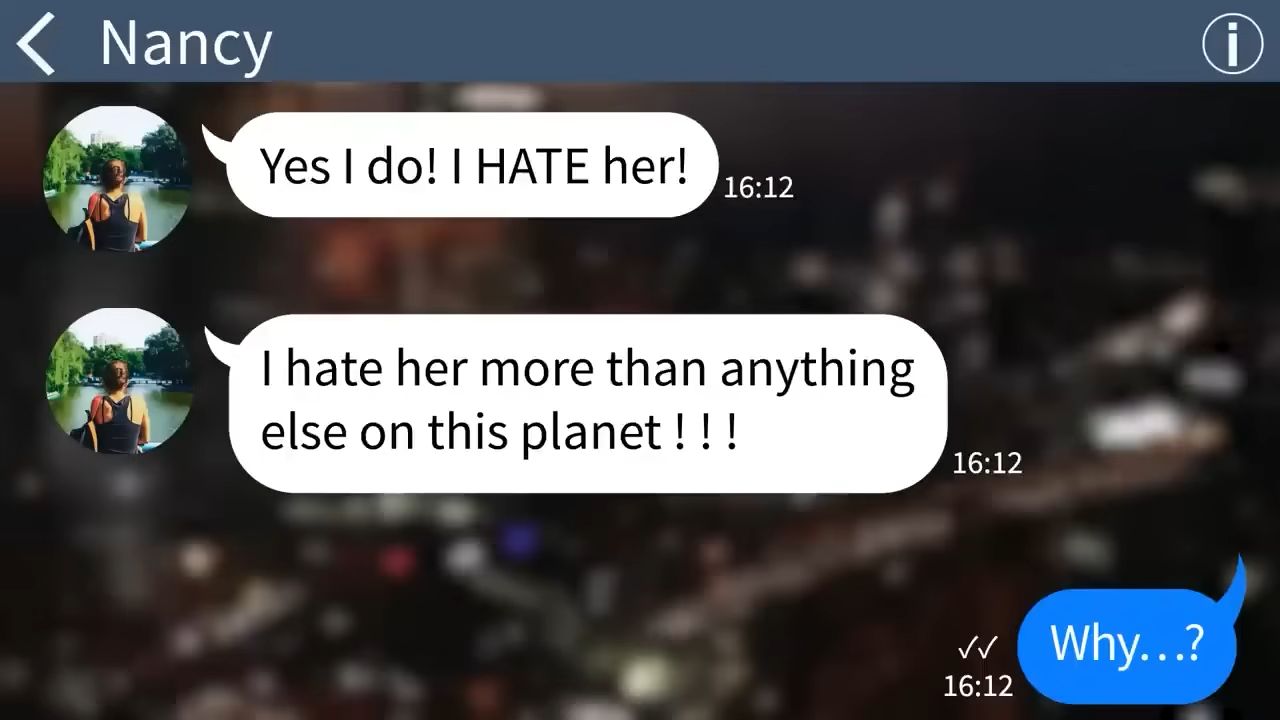 Nancy
Yes I do! I HATE her!
16:12
I hate her more than anything
else on this planet ! ! !
16:12
Why...?
16:12